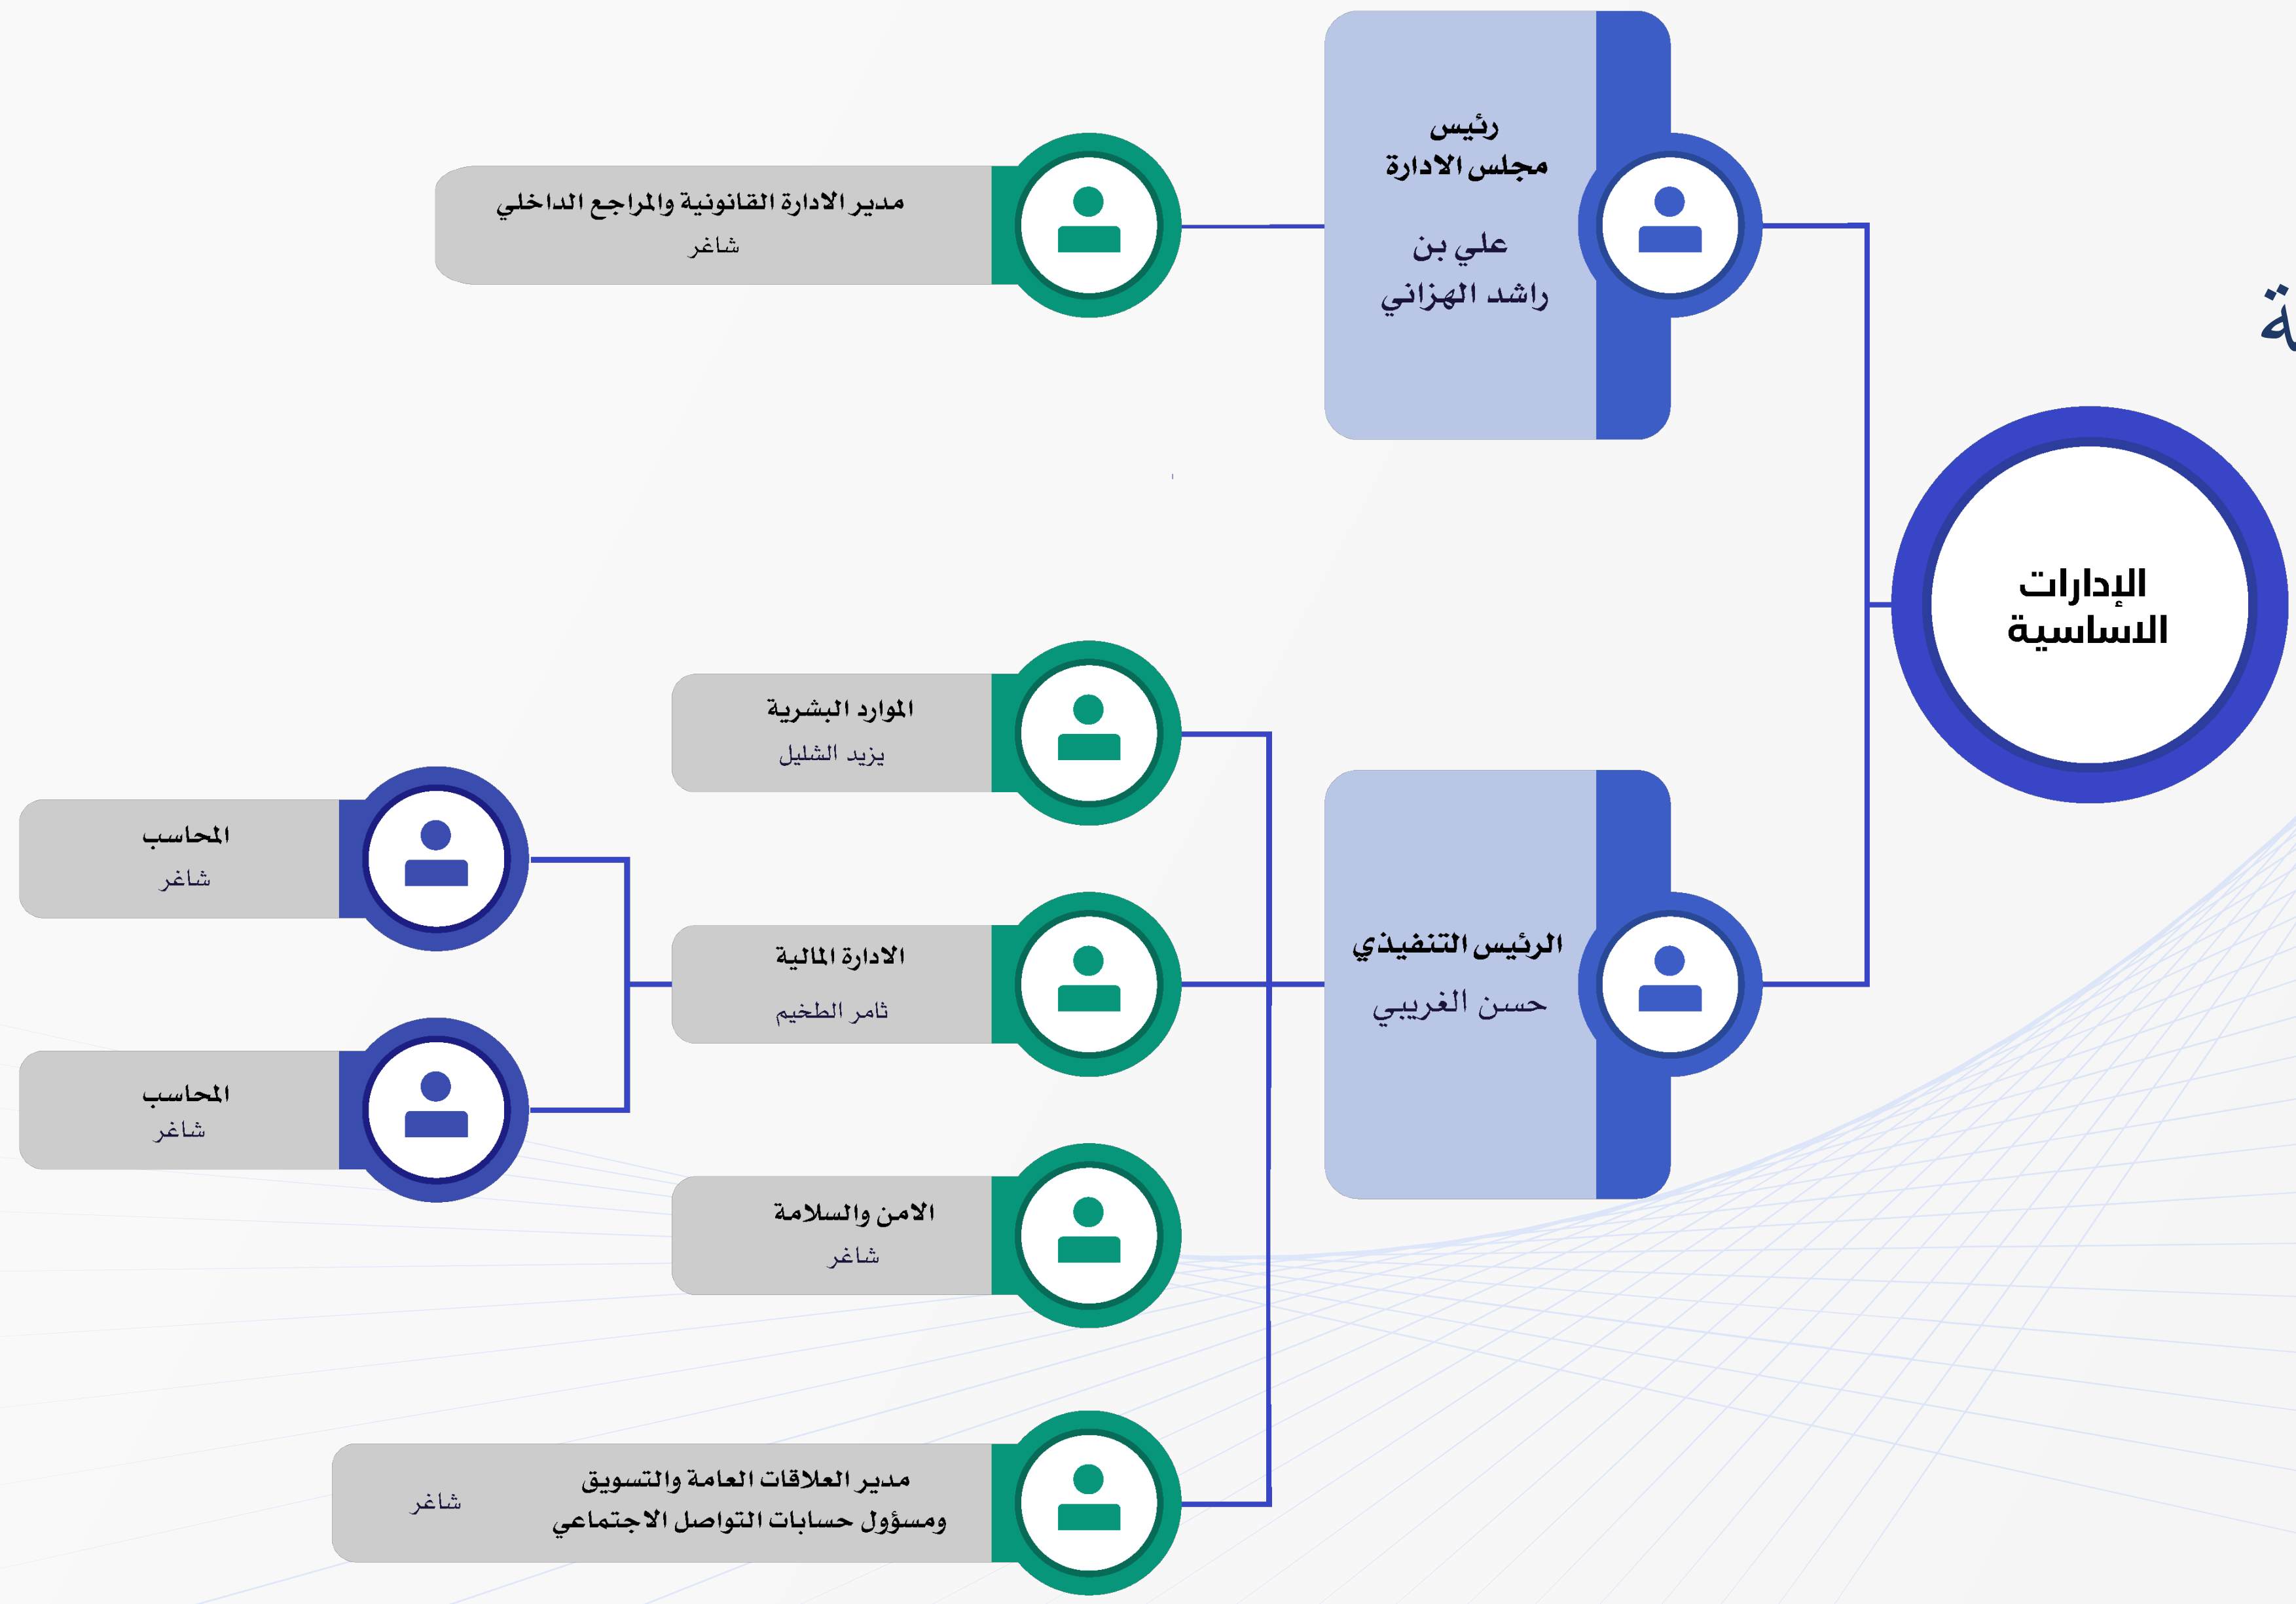 الإدارات
الاساسية
رئيس
مجلس الادارة
علي بن
راشد الهزاني
مدير الادارة القانونية والمراجع الداخلي
شاغر
الرئيس التنفيذي
حسن الغريبي
الموارد البشرية
يزيد الشليل
الادارة المالية
ثامر الطخيم
المحاسب
شاغر
المحاسب
شاغر
الامن والسلامة
شاغر
مدير العلاقات العامة والتسويق
ومسؤول حسابات التواصل الاجتماعي
شاغر